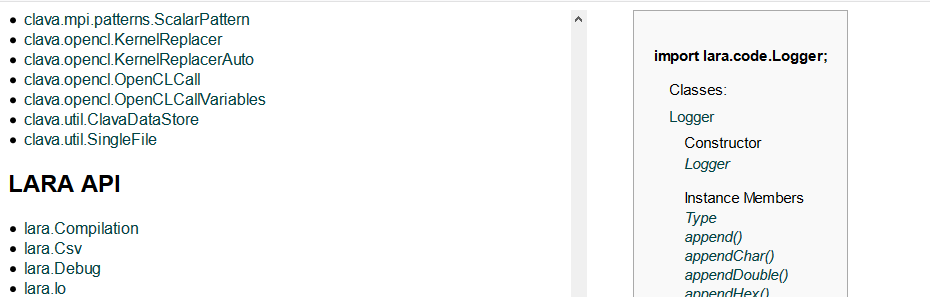 clava.mpi.patterns.ScalarPattern
clava.opencl.KernelReplacer
clava.opencl.KernelReplacerAuto
clava.opencl.OpenCLCall
clava.opencl.OpenCLCallVariables
clava.util.ClavaDataStore
clava.util.SingleFile
LARA API
lara.Compilation
lara.Csv
lara.Debug
lara.Io
import lara.code.Logger;
Classes:
Logger
Constructor
Logger
Instance Members
Type
append()
appendChar()
appendDouble()
appendHex()